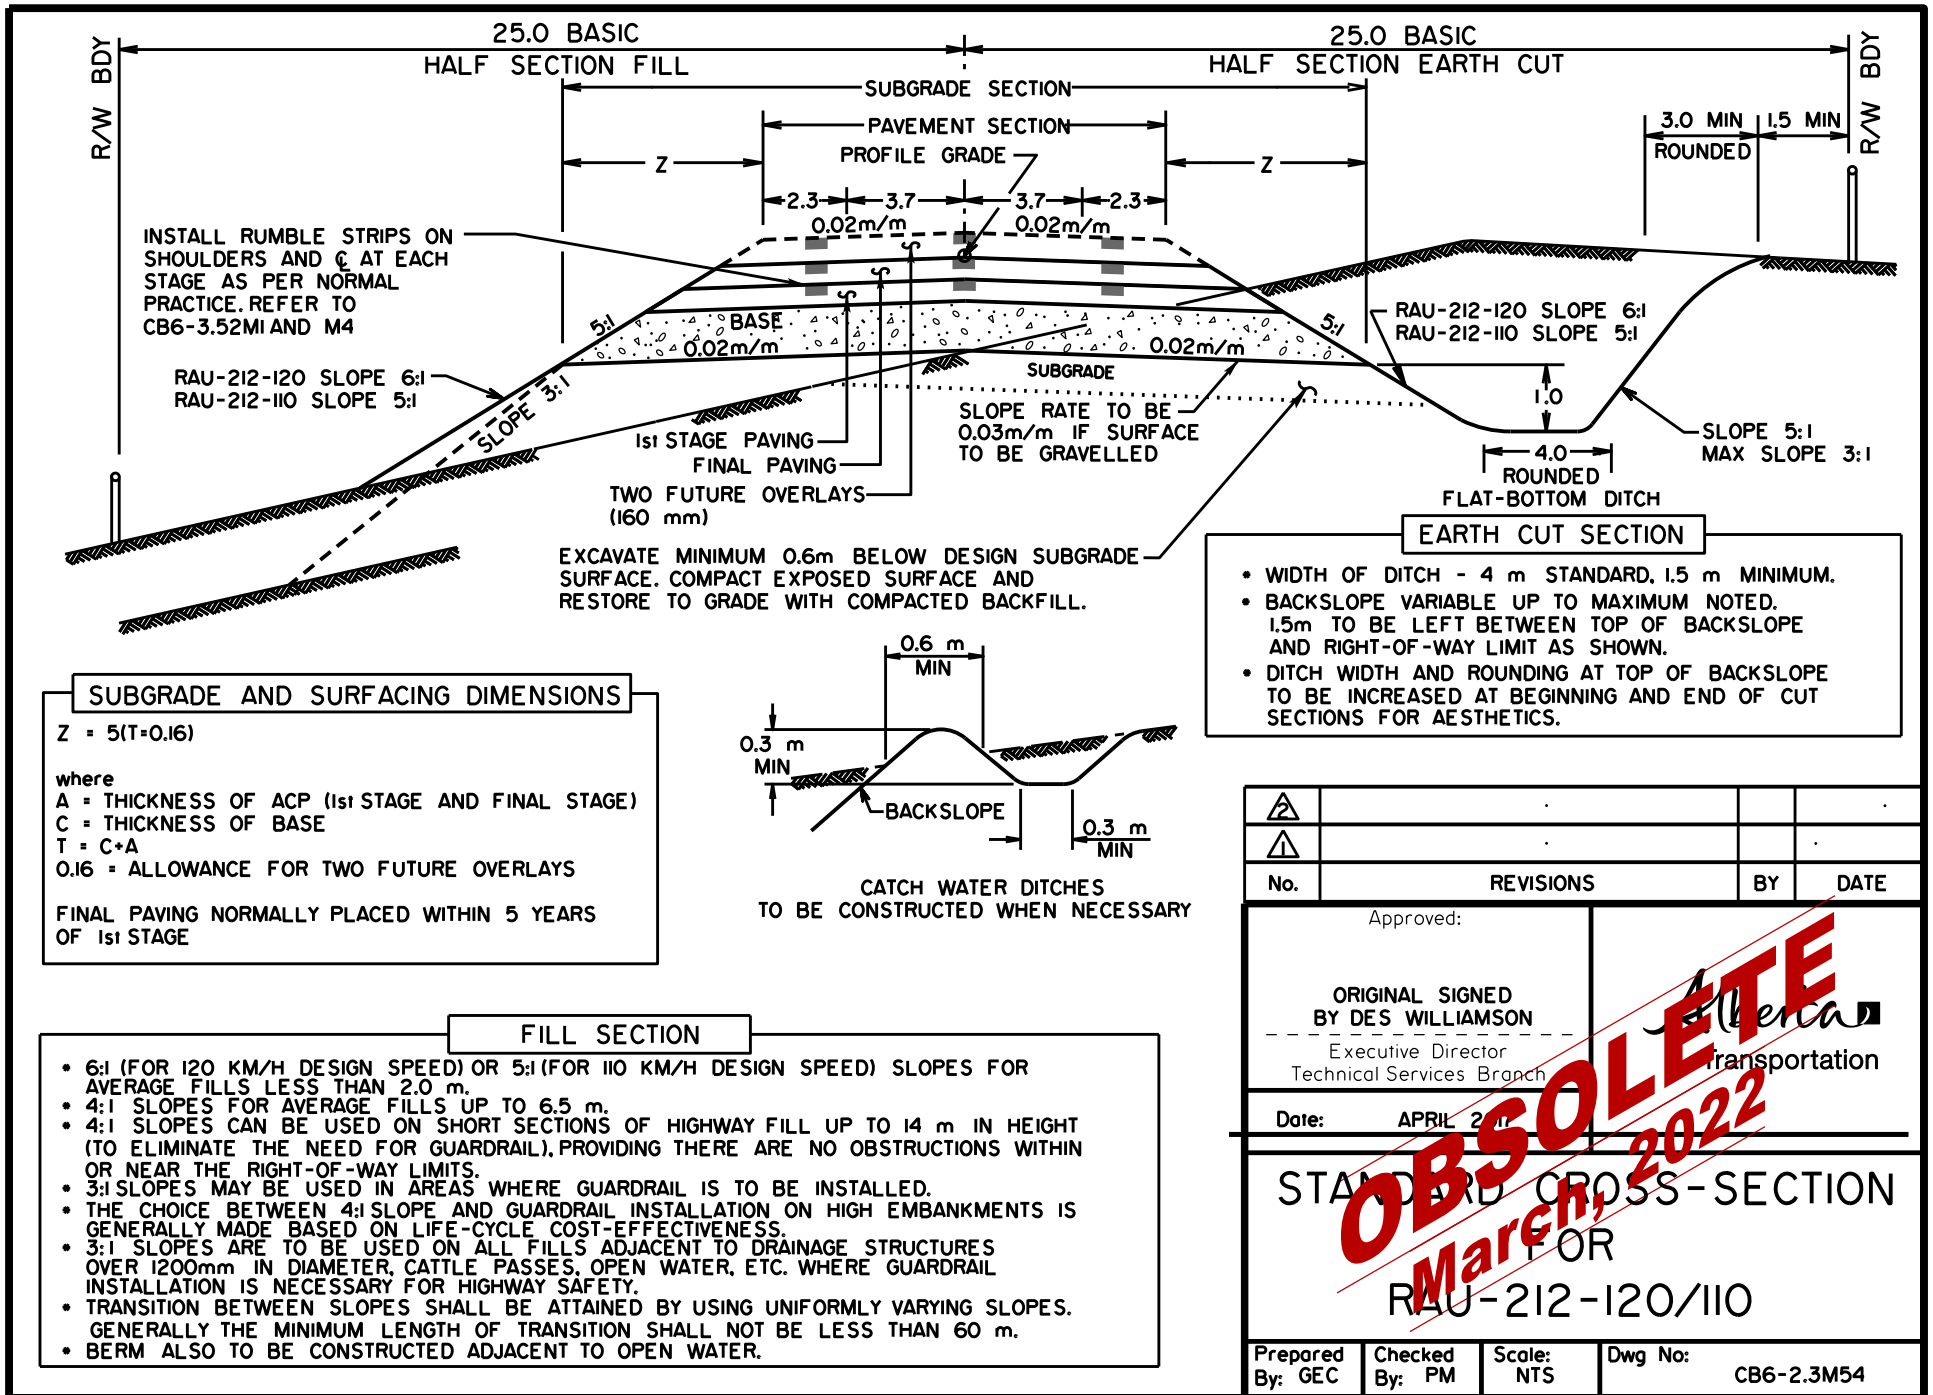 25.0 BASIC
HALF SECTION FILL
25.0 BASIC
HALF SECTION EARTH CUT
R/W BDY
R/W BDY
SUBGRADE SECTION
PAVEMENT SECTION
PROFILE GRADE
Z
Z
3.0 MIN
ROUNDED
1.5 MIN
2.3
3.7
3.7
2.3
0.02m/m
0.02m/m
INSTALL RUMBLE STRIPS ON
SHOULDERS AND ℄ AT EACH
STAGE AS PER NORMAL
PRACTICE. REFER TO
CB6-3.52M1 AND M4
5:1
BASE
0.02m/m
0.02m/m
5:1
RAU-212-120 SLOPE 6:1
RAU-212-110 SLOPE 5:1
RAU-212-120 SLOPE 6:1
RAU-212-110 SLOPE 5:1
SLOPE 3:1
SUBGRADE
1.0
1st STAGE PAVING
FINAL PAVING
TWO FUTURE OVERLAYS
(160 mm)
SLOPE RATE TO BE
0.03m/m IF SURFACE
TO BE GRAVELLED
4.0
ROUNDED
FLAT-BOTTOM DITCH
SLOPE 5:1
MAX SLOPE 3:1
EXCAVATE MINIMUM 0.6m BELOW DESIGN SUBGRADE
SURFACE. COMPACT EXPOSED SURFACE AND
RESTORE TO GRADE WITH COMPACTED BACKFILL.
EARTH CUT SECTION
* WIDTH OF DITCH - 4 m STANDARD, 1.5 m MINIMUM.
* BACKSLOPE VARIABLE UP TO MAXIMUM NOTED.
1.5m TO BE LEFT BETWEEN TOP OF BACKSLOPE
AND RIGHT-OF-WAY LIMIT AS SHOWN.
* DITCH WIDTH AND ROUNDING AT TOP OF BACKSLOPE
TO BE INCREASED AT BEGINNING AND END OF CUT
SECTIONS FOR AESTHETICS.
SUBGRADE AND SURFACING DIMENSIONS
Z = 5(T=0.16)
where
A = THICKNESS OF ACP (1st STAGE AND FINAL STAGE)
C = THICKNESS OF BASE
T = C+A
0.16 = ALLOWANCE FOR TWO FUTURE OVERLAYS
FINAL PAVING NORMALLY PLACED WITHIN 5 YEARS
OF 1st STAGE
0.6 m
MIN
0.3 m
MIN
BACKSLOPE
0.3 m
MIN
CATCH WATER DITCHES
TO BE CONSTRUCTED WHEN NECESSARY
FILL SECTION
* 6:1 (FOR 120 KM/H DESIGN SPEED) OR 5:1 (FOR 110 KM/H DESIGN SPEED) SLOPES FOR
AVERAGE FILLS LESS THAN 2.0 m.
* 4:1 SLOPES FOR AVERAGE FILLS UP TO 6.5 m.
* 4:1 SLOPES CAN BE USED ON SHORT SECTIONS OF HIGHWAY FILL UP TO 14 m IN HEIGHT
(TO ELIMINATE THE NEED FOR GUARDRAIL), PROVIDING THERE ARE NO OBSTRUCTIONS WITHIN
OR NEAR THE RIGHT-OF-WAY LIMITS.
* 3:1 SLOPES MAY BE USED IN AREAS WHERE GUARDRAIL IS TO BE INSTALLED.
* THE CHOICE BETWEEN 4:1 SLOPE AND GUARDRAIL INSTALLATION ON HIGH EMBANKMENTS IS
GENERALLY MADE BASED ON LIFE-CYCLE COST-EFFECTIVENESS.
* 3:1 SLOPES ARE TO BE USED ON ALL FILLS ADJACENT TO DRAINAGE STRUCTURES
OVER 1200mm IN DIAMETER, CATTLE PASSES, OPEN WATER, ETC. WHERE GUARDRAIL
INSTALLATION IS NECESSARY FOR HIGHWAY SAFETY.
* TRANSITION BETWEEN SLOPES SHALL BE ATTAINED BY USING UNIFORMLY VARYING SLOPES.
GENERALLY THE MINIMUM LENGTH OF TRANSITION SHALL NOT BE LESS THAN 60 m.
* BERM ALSO TO BE CONSTRUCTED ADJACENT TO OPEN WATER.
2
1
No. REVISIONS BY DATE
Approved:
ORIGINAL SIGNED
BY DES WILLIAMSON
Executive Director
Technical Services Branch
Alberta
Transportation
Date: APRIL
OBSOLETE
March, 2022
STANDARD CROSS-SECTION
FOR
RAU-212-120/110
Prepared
By: GEC
Checked
By: PM
Scale:
NTS
Dwg No:
CB6-2.3M54